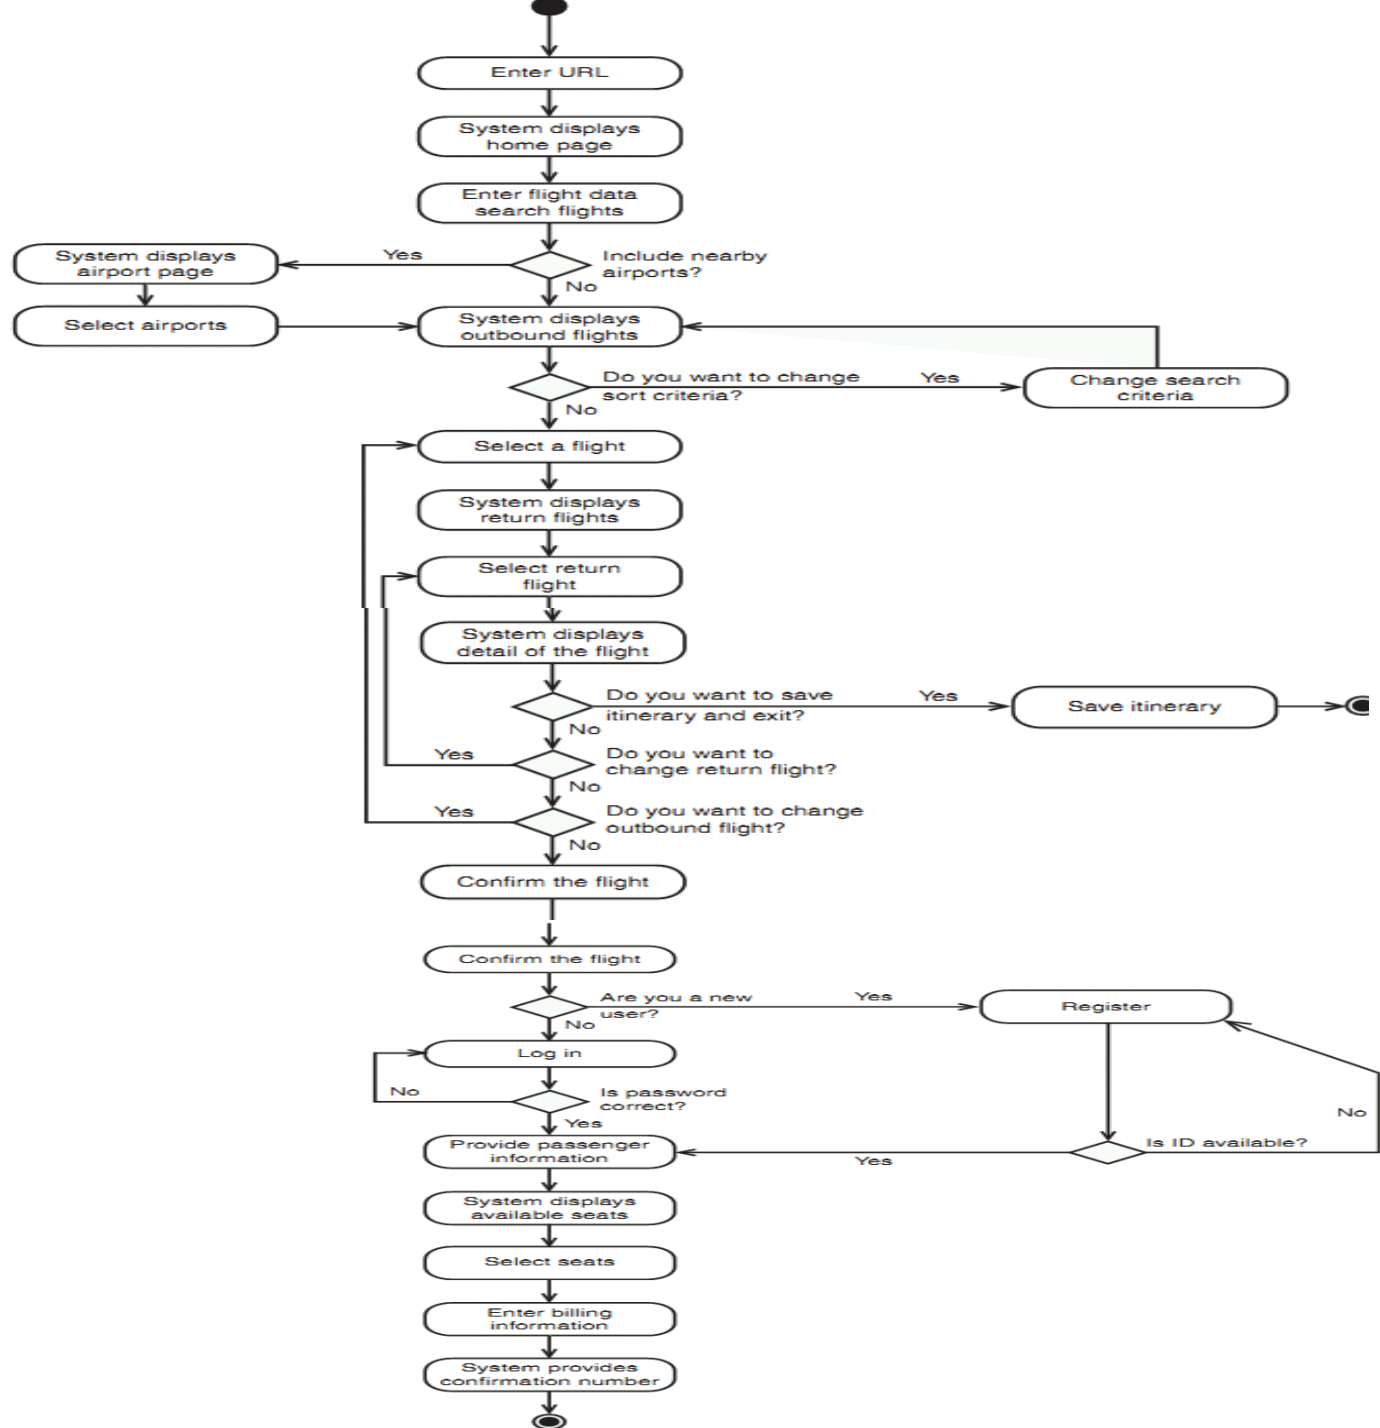 Enter URL
System displays
home page
Enter flight data
search flights
Yes
Include nearby
airports?
No
System displays
airport page
Select airports
System displays
outbound flights
Do you want to change
sort criteria?
Yes
No
Change search
criteria
Select a flight
System displays
return flights
Select return
flight
System displays
detail of the flight
Do you want to save
itinerary and exit?
Yes
No
Save itinerary
Yes
Do you want to
change return flight?
No
Yes
Do you want to change
outbound flight?
No
Confirm the flight
Confirm the flight
Are you a new
user?
Yes
No
Register
Log in
No
Is password
correct?
Yes
No
Is ID available?
Yes
Provide passenger
information
System displays
available seats
Select seats
Enter billing
information
System provides
confirmation number